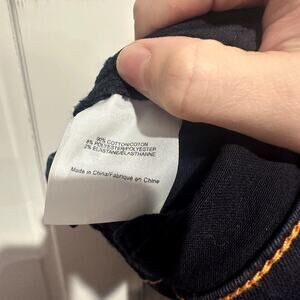 90% COTTON/COTON
8% POLYESTER/POLYESTER
2% ELASTANE/ELASTHANNE
Made in China/Fabriqué en Chine